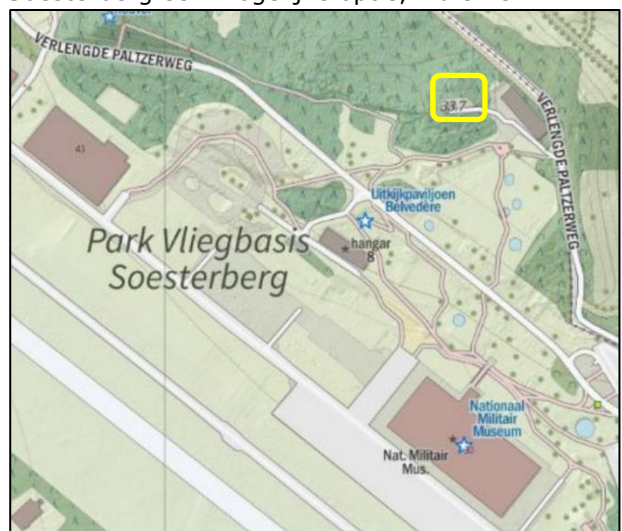 VERLENGDE PALTZERWEG
33,7
VERLENGDE PALTZERWEG
43
Uitkijkpaviljoen
Belvedère
Park Vliegbasis
Soesterberg
hangar
8
Nationaal
Militair
Museum
Nat. Militair
Mus.